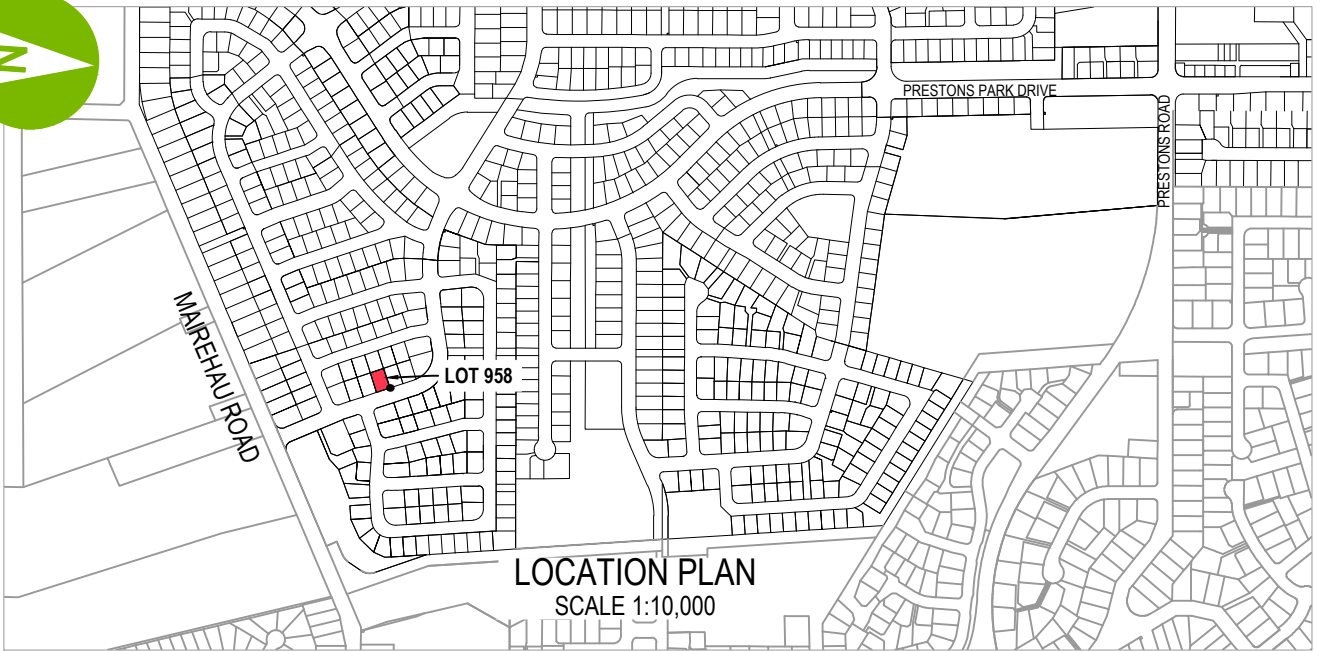 N
PRESTONS PARK DRIVE
PRESTONS ROAD
MAIREHAU ROAD
LOT 958
LOCATION PLAN
SCALE 1:10,000